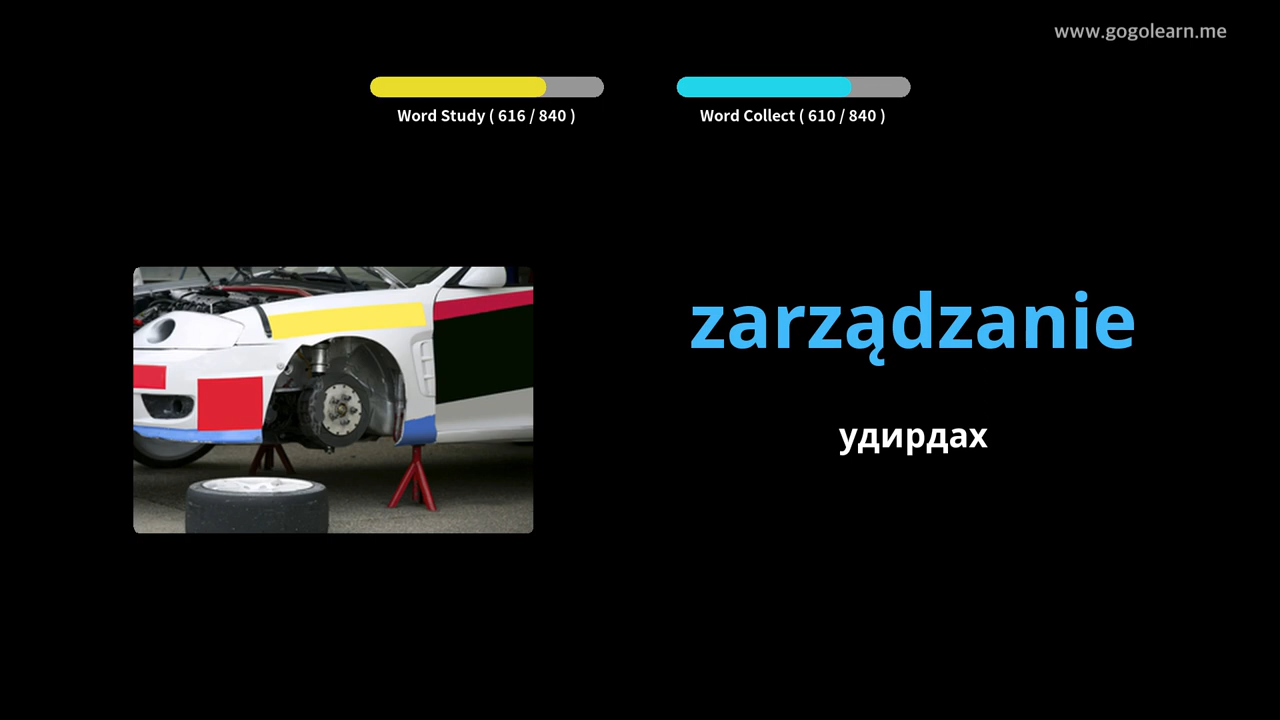 www.gogolearn.me
Word Study ( 616 / 840 )
Word Collect ( 610 / 840 )
zarządzanie
удирдах